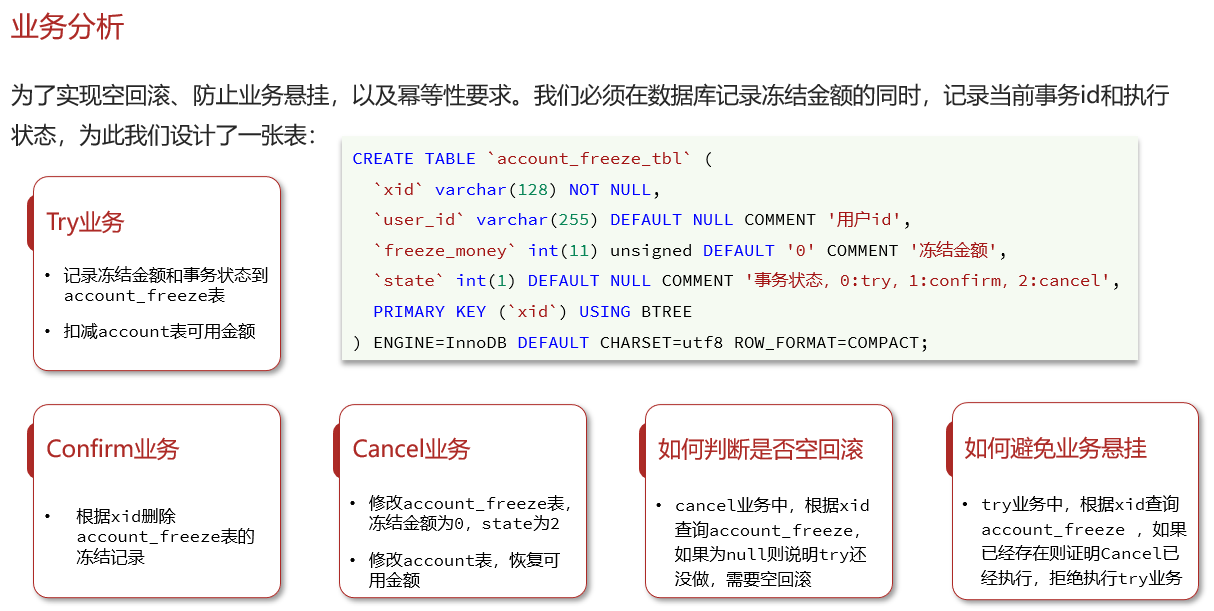 业务分析
为了实现空回滚、防止业务悬挂，以及幂等性要求。我们必须在数据库记录冻结金额的同时，记录当前事务id和执行
状态，为此我们设计了一张表：
CREATE TABLE `account_freeze_tbl` (
`xid` varchar(128) NOT NULL,
`user_id` varchar(255) DEFAULT NULL COMMENT '用户id',
`freeze_money` int(11) unsigned DEFAULT '0' COMMENT '冻结金额',
`state` int(1) DEFAULT NULL COMMENT '事务状态，0:try，1:confirm，2:cancel',
PRIMARY KEY (`xid`) USING BTREE
) ENGINE=InnoDB DEFAULT CHARSET=utf8 ROW_FORMAT=COMPACT;
Try业务
• 记录冻结金额和事务状态到
account_freeze表
• 扣减account表可用金额
Confirm业务
• 根据xid删除
account_freeze表的
冻结记录
Cancel业务
• 修改account_freeze表，
冻结金额为0，state为2
• 修改account表，恢复可
用金额
如何判断是否空回滚
• cancel业务中，根据xid
查询account_freeze，
如果为null则说明try还
没做，需要空回滚
如何避免业务悬挂
• try业务中，根据xid查询
account_freeze ，如果
已经存在则证明Cancel已
经执行，拒绝执行try业务